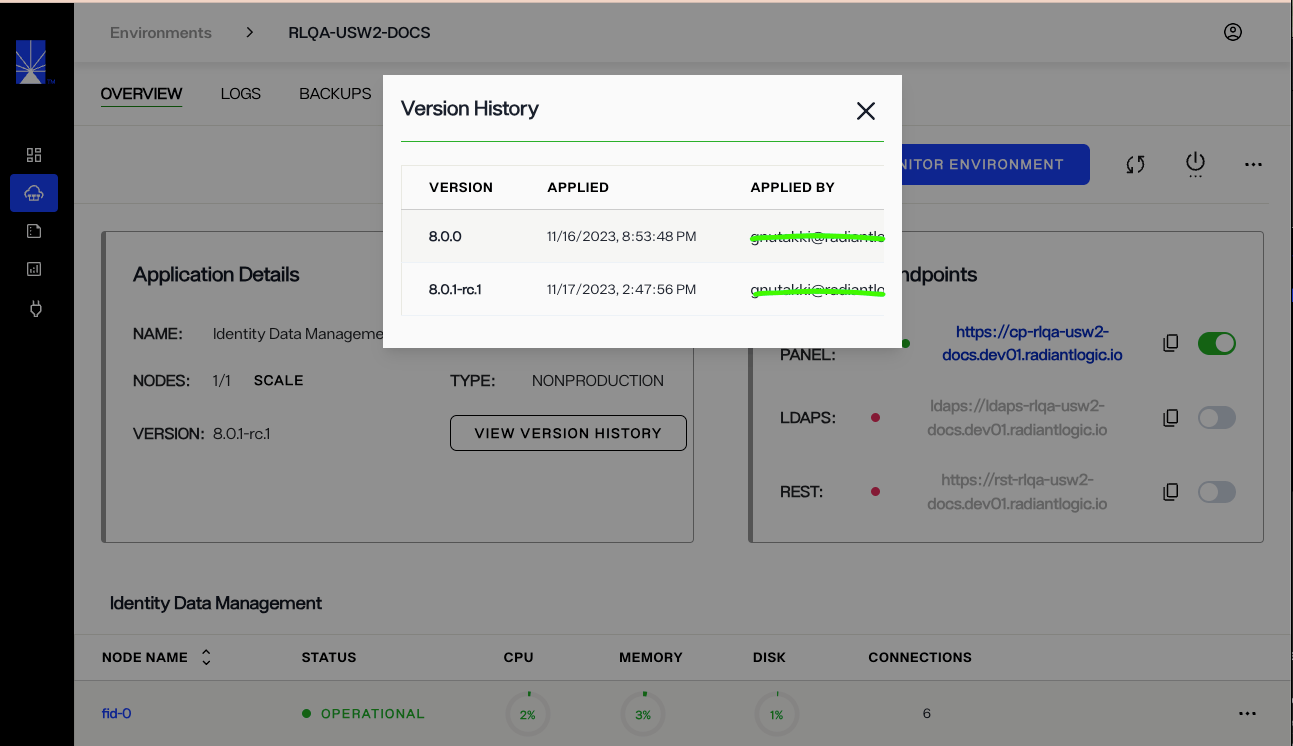 Environments > RLQA-USW2-DOCS
OVERVIEW LOGS BACKUPS
Version History
VERSION APPLIED APPLIED BY
8.0.0 11/16/2023, 8:53:48 PM
8.0.1-rc.1 11/17/2023, 2:47:56 PM
NITOR ENVIRONMENT
Application Details
NAME: Identity Data Manageme
NODES: 1/1 SCALE TYPE: NONPRODUCTION
VERSION: 8.0.1-rc.1 VIEW VERSION HISTORY
ndpoints
PANEL: https://cp-rlqa-usw2-
docs.dev01.radiantlogic.io
LDAPS: ldaps://ldaps-rlqa-usw2-
docs.dev01.radiantlogic.io
REST: https://rst-rlqa-usw2-
docs.dev01.radiantlogic.io
Identity Data Management
NODE NAME STATUS CPU MEMORY DISK CONNECTIONS
fid-0 OPERATIONAL 2% 3% 1% 6